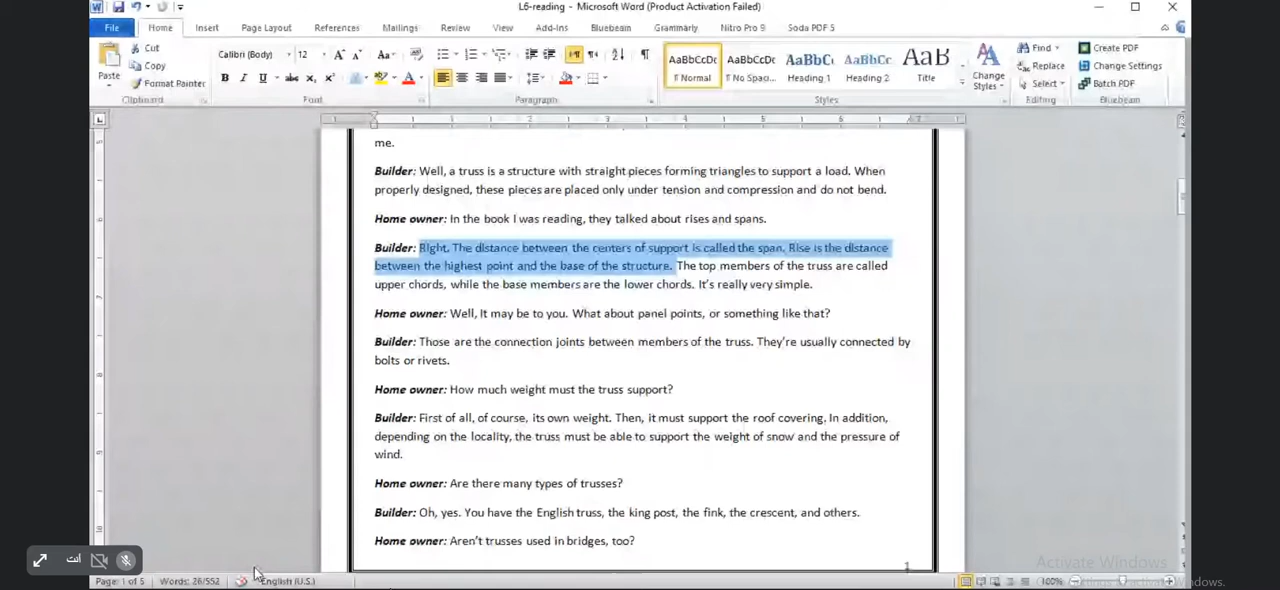 L6-reading - Microsoft Word (Product Activation Failed)
File Home Insert Page Layout References Mailings Review View Add-Ins Bluebeam Grammarly Nitro Pro 9 Soda PDF 5
Paste
Cut
Copy
Format Painter
Clipboard
Calibri (Body) 12
Font
Paragraph
AaBbCcDc AaBbCcDc AaBbC AaBbCc AaB
¶ Normal ¶ No Spaci... Heading 1 Heading 2 Title
Change Styles
Styles
Find
Replace
Select
Editing
Create PDF
Change Settings
Batch PDF
Bluebeam
me.
Builder: Well, a truss is a structure with straight pieces forming triangles to support a load. When
properly designed, these pieces are placed only under tension and compression and do not bend.
Home owner: In the book I was reading, they talked about rises and spans.
Builder: Right. The distance between the centers of support is called the span. Rise is the distance
between the highest point and the base of the structure. The top members of the truss are called
upper chords, while the base members are the lower chords. It's really very simple.
Home owner: Well, It may be to you. What about panel points, or something like that?
Builder: Those are the connection joints between members of the truss. They're usually connected by
bolts or rivets.
Home owner: How much weight must the truss support?
Builder: First of all, of course, its own weight. Then, it must support the roof covering. In addition,
depending on the locality, the truss must be able to support the weight of snow and the pressure of
wind.
Home owner: Are there many types of trusses?
Builder: Oh, yes. You have the English truss, the king post, the fink, the crescent, and others.
Home owner: Aren't trusses used in bridges, too?
1
انت
Activate Windows
Page: 1 of 5 Words: 26/552 English (U.S.) 100%